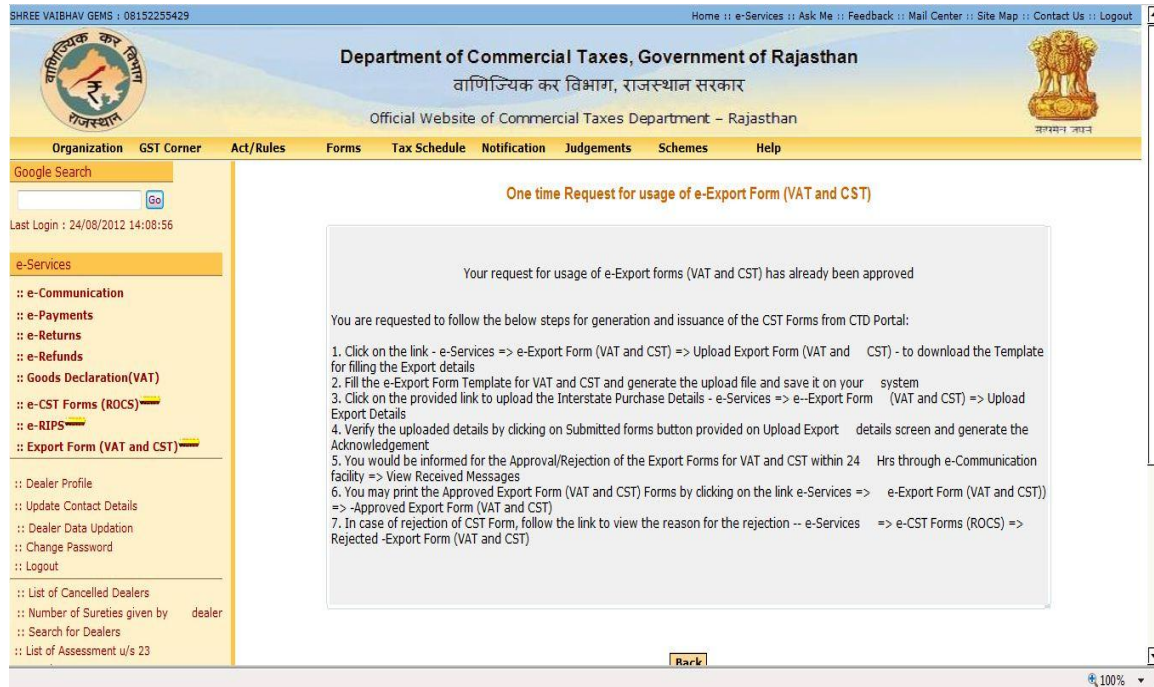 SHREE VAIBHAV GEMS : 08152255429
Home :: e-Services :: Ask Me :: Feedback :: Mail Center :: Site Map :: Contact Us :: Logout
वाणिज्यिक कर विभाग
राजस्थान
Department of Commercial Taxes, Government of Rajasthan
वाणिज्यिक कर विभाग, राजस्थान सरकार
Official Website of Commercial Taxes Department – Rajasthan
सत्यमेव जयते
Organization GST Corner Act/Rules Forms Tax Schedule Notification Judgements Schemes Help
Google Search
Go
Last Login : 24/08/2012 14:08:56
e-Services
:: e-Communication
:: e-Payments
:: e-Returns
:: e-Refunds
:: Goods Declaration(VAT)
:: e-CST Forms (ROCS)
:: e-RIPS
:: Export Form (VAT and CST)
:: Dealer Profile
:: Update Contact Details
:: Dealer Data Updation
:: Change Password
:: Logout
:: List of Cancelled Dealers
:: Number of Sureties given by dealer
:: Search for Dealers
:: List of Assessment u/s 23
One time Request for usage of e-Export Form (VAT and CST)
Your request for usage of e-Export forms (VAT and CST) has already been approved
You are requested to follow the below steps for generation and issuance of the CST Forms from CTD Portal:
1. Click on the link - e-Services => e-Export Form (VAT and CST) => Upload Export Form (VAT and CST) - to download the Template
for filling the Export details
2. Fill the e-Export Form Template for VAT and CST and generate the upload file and save it on your system
3. Click on the provided link to upload the Interstate Purchase Details - e-Services => e--Export Form (VAT and CST) => Upload
Export Details
4. Verify the uploaded details by clicking on Submitted forms button provided on Upload Export details screen and generate the
Acknowledgement
5. You would be informed for the Approval/Rejection of the Export Forms for VAT and CST within 24 Hrs through e-Communication
facility => View Received Messages
6. You may print the Approved Export Form (VAT and CST) Forms by clicking on the link e-Services => e-Export Form (VAT and CST))
=> -Approved Export Form (VAT and CST)
7. In case of rejection of CST Form, follow the link to view the reason for the rejection -- e-Services => e-CST Forms (ROCS) =>
Rejected -Export Form (VAT and CST)
Back
100%